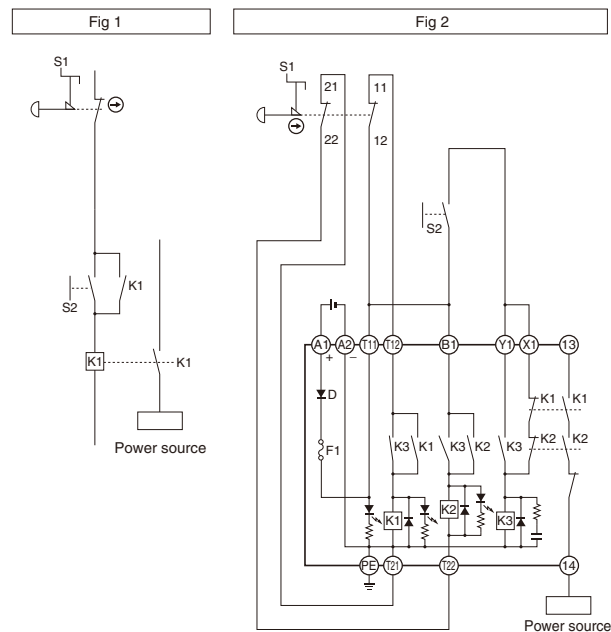 Fig 1
Fig 2
S1
S2
K1
K1
K1
Power source
S1
21
11
22
12
S2
A1
A2
T11
T12
B1
Y1
X1
13
+
−
D
F1
K3
K1
K3
K2
K3
K1
K1
K2
K2
K1
K2
K3
PE
T21
T22
14
Power source